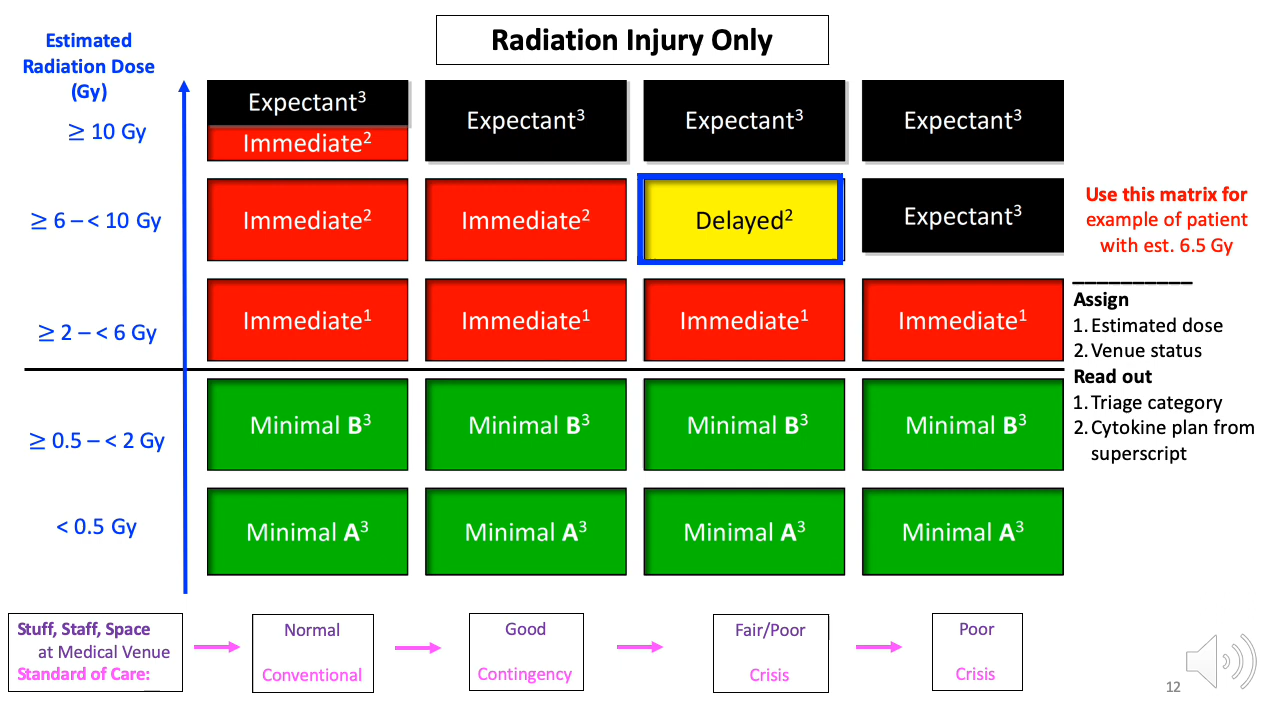 Radiation Injury Only
Estimated
Radiation Dose
(Gy)
≥ 10 Gy
Expectant³
Immediate²
Expectant³
Expectant³
Expectant³
≥ 6 – < 10 Gy
Immediate²
Immediate²
Delayed²
Expectant³
≥ 2 – < 6 Gy
Immediate¹
Immediate¹
Immediate¹
Immediate¹
≥ 0.5 – < 2 Gy
Minimal B³
Minimal B³
Minimal B³
Minimal B³
< 0.5 Gy
Minimal A³
Minimal A³
Minimal A³
Minimal A³
Use this matrix for
example of patient
with est. 6.5 Gy
Assign
1. Estimated dose
2. Venue status
Read out
1. Triage category
2. Cytokine plan from
superscript
Stuff, Staff, Space
at Medical Venue
Standard of Care:
Normal
Conventional
Good
Contingency
Fair/Poor
Crisis
Poor
Crisis
12